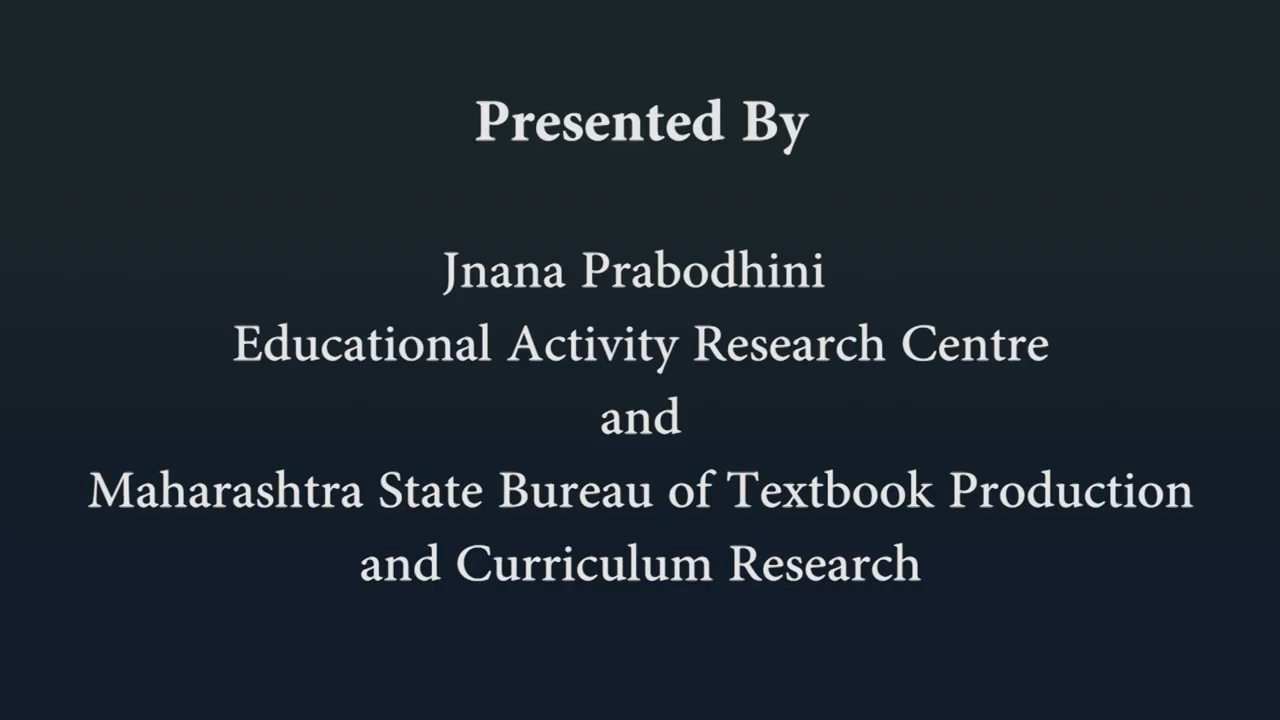 Presented By
Jnana Prabodhini
Educational Activity Research Centre
and
Maharashtra State Bureau of Textbook Production
and Curriculum Research